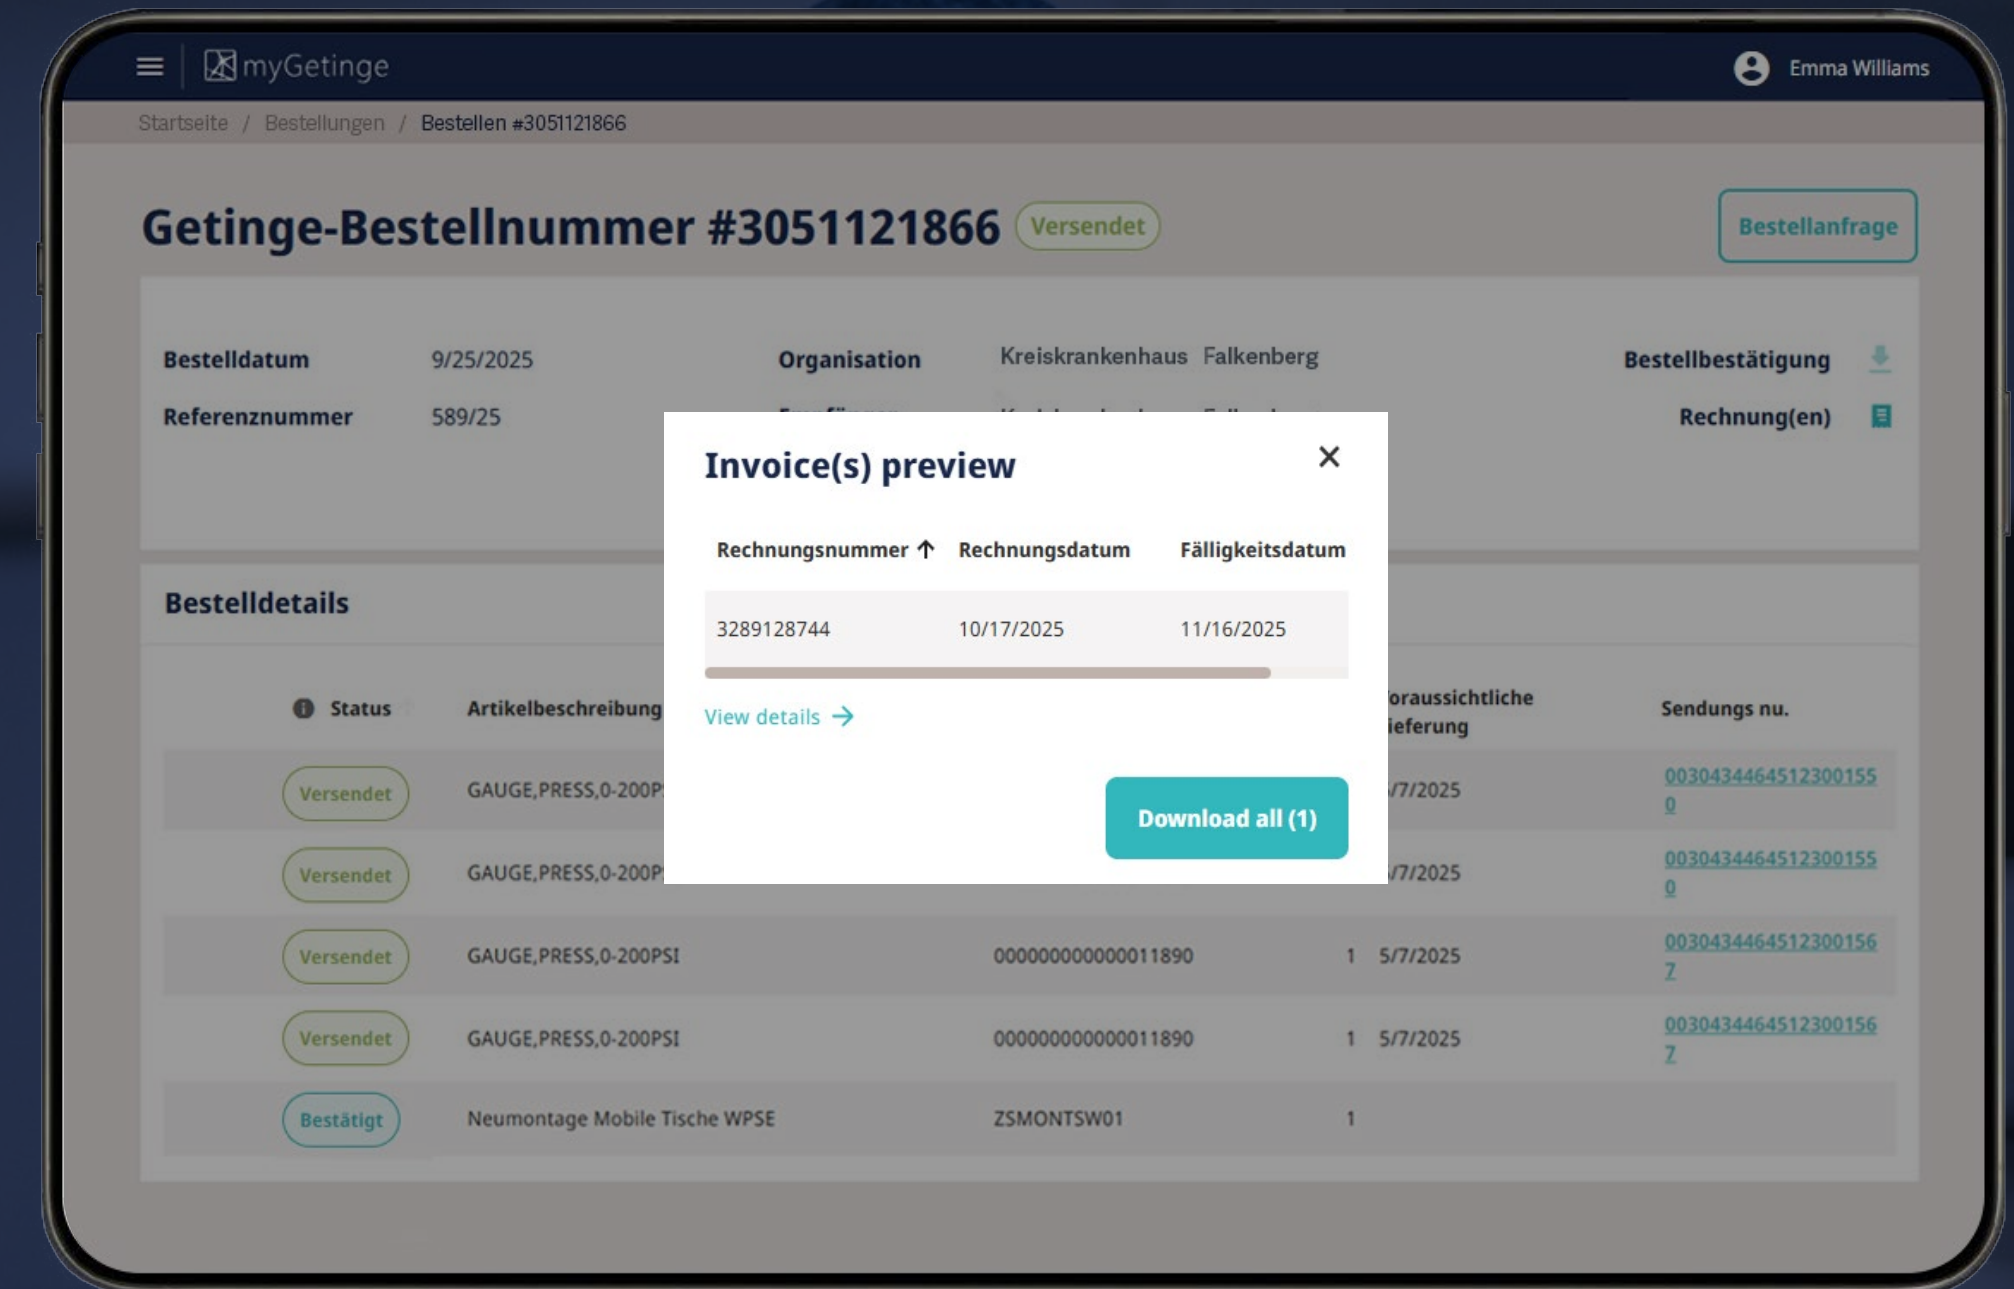 myGetinge
Emma Williams
Startseite / Bestellungen / Bestellen #3051121866
Getinge-Bestellnummer #3051121866
Versendet
Bestellanfrage
Bestelldatum 9/25/2025
Organisation Kreiskrankenhaus Falkenberg
Bestellbestätigung
Referenznummer 589/25
Rechnung(en)
Invoice(s) preview
Rechnungsnummer ↑ Rechnungsdatum Fälligkeitsdatum
3289128744 10/17/2025 11/16/2025
View details →
Download all (1)
Bestelldetails
Status Artikelbeschreibung
oraussichtliche
ieferung
Sendungs nu.
Versendet GAUGE,PRESS,0-200P /7/2025 0030434464512300155
0
Versendet GAUGE,PRESS,0-200P /7/2025 0030434464512300155
0
Versendet GAUGE,PRESS,0-200PSI 000000000000011890 1 5/7/2025 0030434464512300156
7
Versendet GAUGE,PRESS,0-200PSI 000000000000011890 1 5/7/2025 0030434464512300156
7
Bestätigt Neumontage Mobile Tische WPSE ZSMONTSW01 1